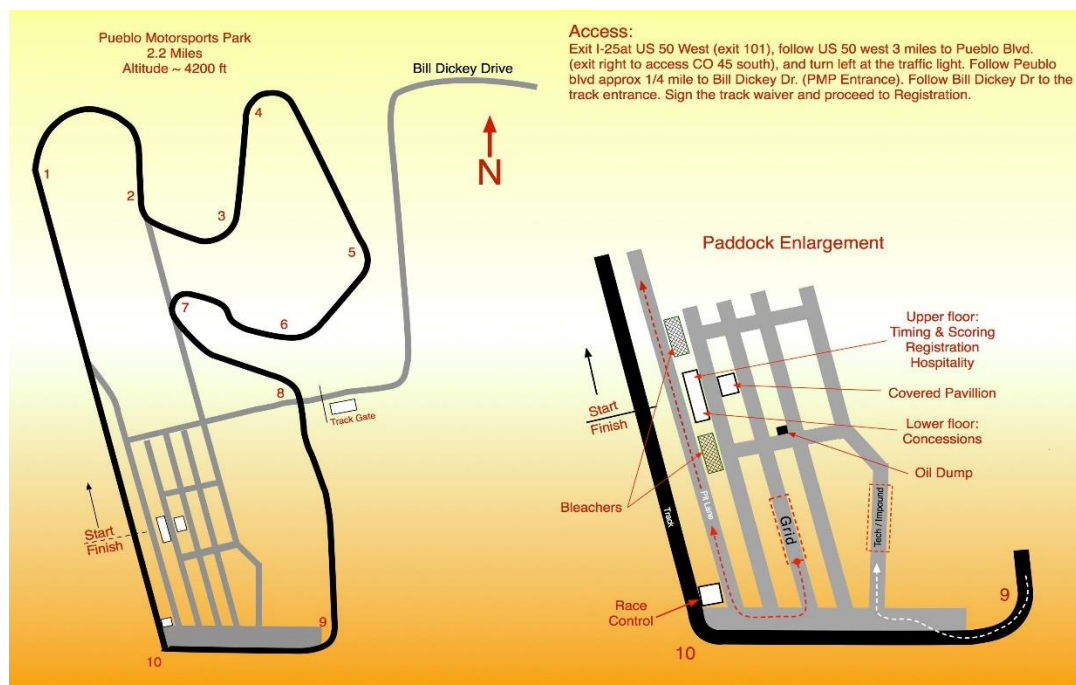 Pueblo Motorsports Park
2.2 Miles
Altitude ~ 4200 ft
Access:
Exit I-25at US 50 West (exit 101), follow US 50 west 3 miles to Pueblo Blvd.
(exit right to access CO 45 south), and turn left at the traffic light. Follow Peublo
blvd approx 1/4 mile to Bill Dickey Dr. (PMP Entrance). Follow Bill Dickey Dr to the
track entrance. Sign the track waiver and proceed to Registration.
Bill Dickey Drive
N
1
2
3
4
5
6
7
8
9
10
Track Gate
Start
Finish
Paddock Enlargement
Upper floor:
Timing & Scoring
Registration
Hospitality
Covered Pavillion
Lower floor:
Concessions
Oil Dump
Bleachers
Start
Finish
Track
Pit Lane
Grid
Tech / Impound
Race
Control
9
10